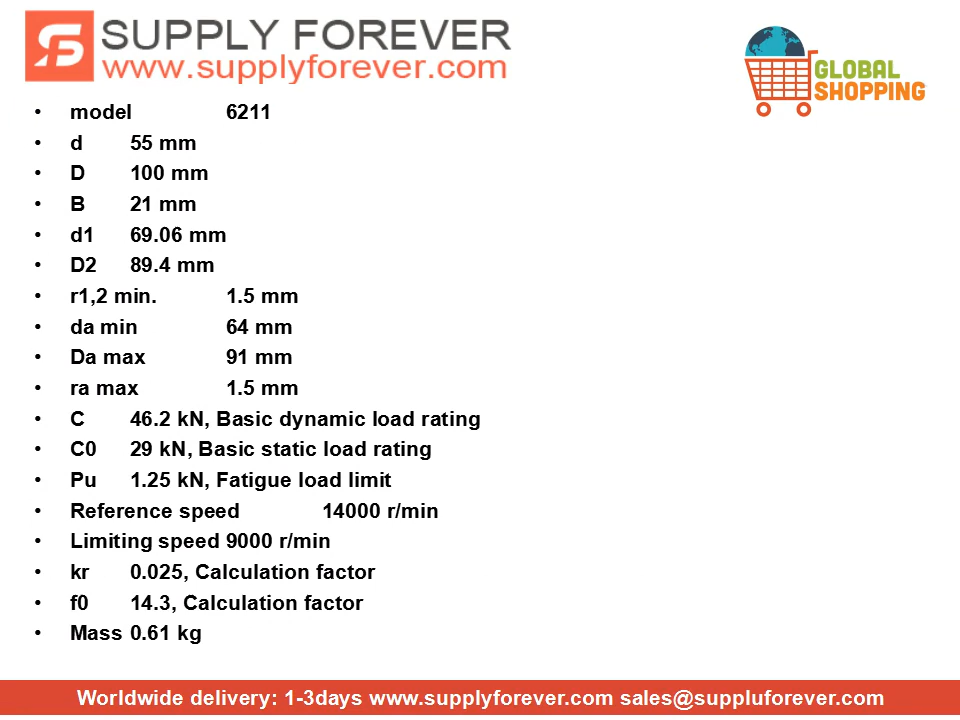 SUPPLY FOREVER
www.supplyforever.com
GLOBAL
SHOPPING
• model 6211
• d 55 mm
• D 100 mm
• B 21 mm
• d1 69.06 mm
• D2 89.4 mm
• r1,2 min. 1.5 mm
• da min 64 mm
• Da max 91 mm
• ra max 1.5 mm
• C 46.2 kN, Basic dynamic load rating
• C0 29 kN, Basic static load rating
• Pu 1.25 kN, Fatigue load limit
• Reference speed 14000 r/min
• Limiting speed 9000 r/min
• kr 0.025, Calculation factor
• f0 14.3, Calculation factor
• Mass 0.61 kg
Worldwide delivery: 1-3days www.supplyforever.com sales@suppluforever.com